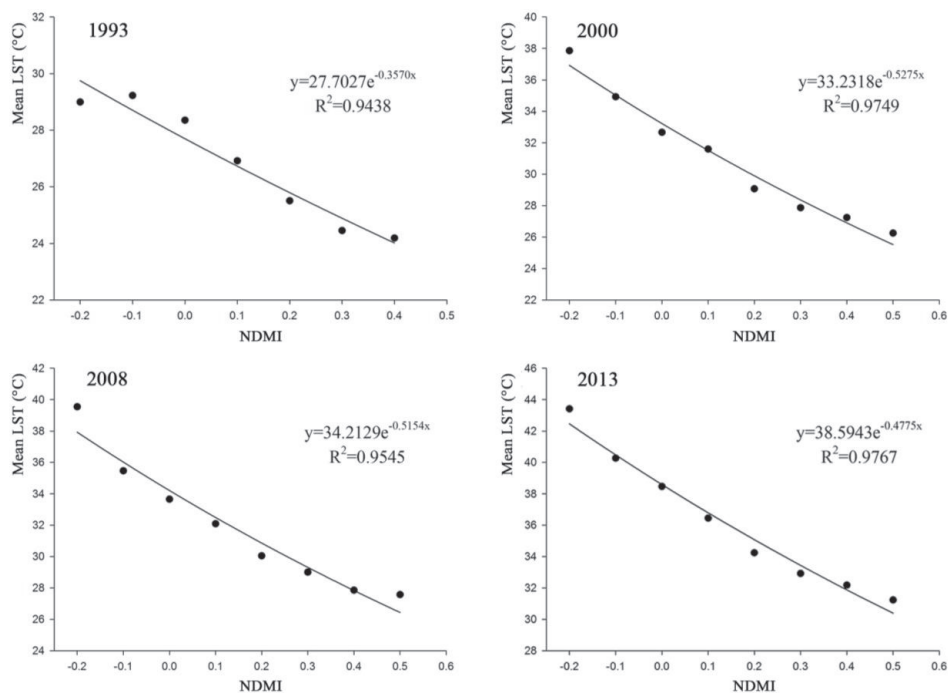 1993
Mean LST (°C)
32
30
28
26
24
22
y=27.7027e^-0.3570x
R²=0.9438
-0.2 -0.1 0.0 0.1 0.2 0.3 0.4 0.5
NDMI
2000
Mean LST (°C)
40
38
36
34
32
30
28
26
24
22
y=33.2318e^-0.5275x
R²=0.9749
-0.2 -0.1 0.0 0.1 0.2 0.3 0.4 0.5 0.6
NDMI
2008
Mean LST (°C)
42
40
38
36
34
32
30
28
26
24
y=34.2129e^-0.5154x
R²=0.9545
-0.2 -0.1 0.0 0.1 0.2 0.3 0.4 0.5 0.6
NDMI
2013
Mean LST (°C)
46
44
42
40
38
36
34
32
30
28
y=38.5943e^-0.4775x
R²=0.9767
-0.2 -0.1 0.0 0.1 0.2 0.3 0.4 0.5 0.6
NDMI